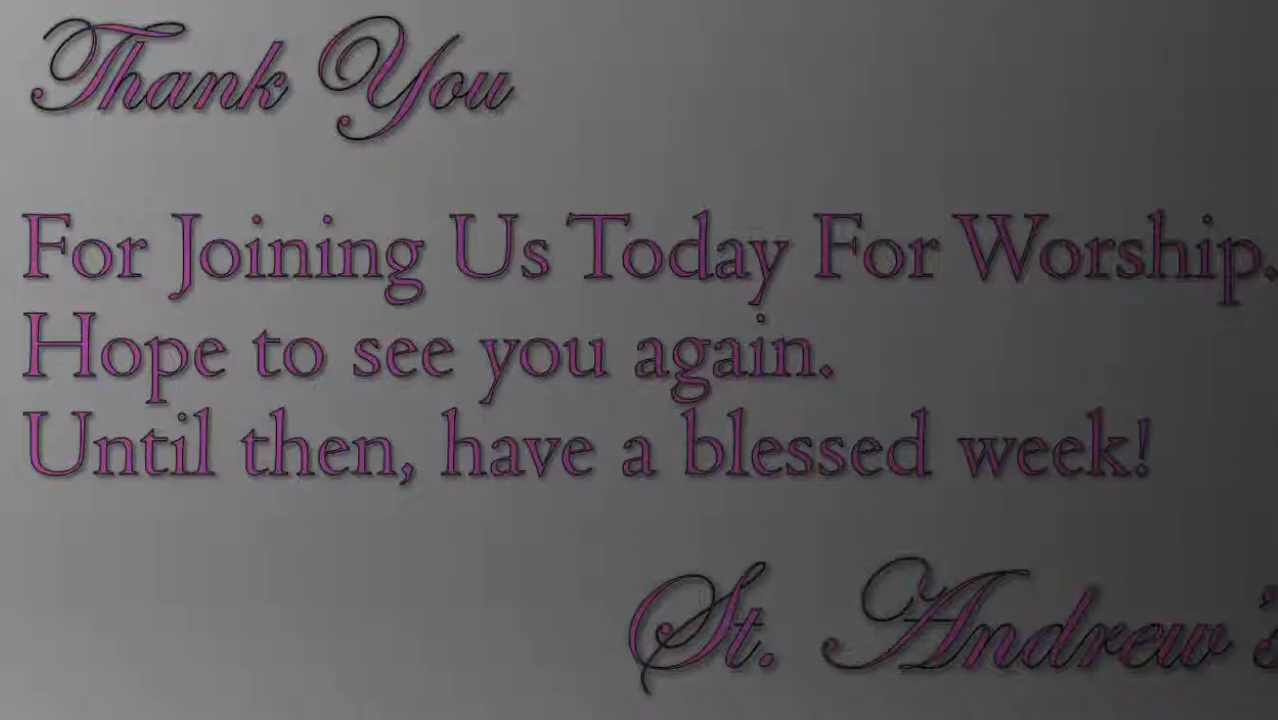 Thank You
For Joining Us Today For Worship.
Hope to see you again.
Until then, have a blessed week!
St. Andrew's